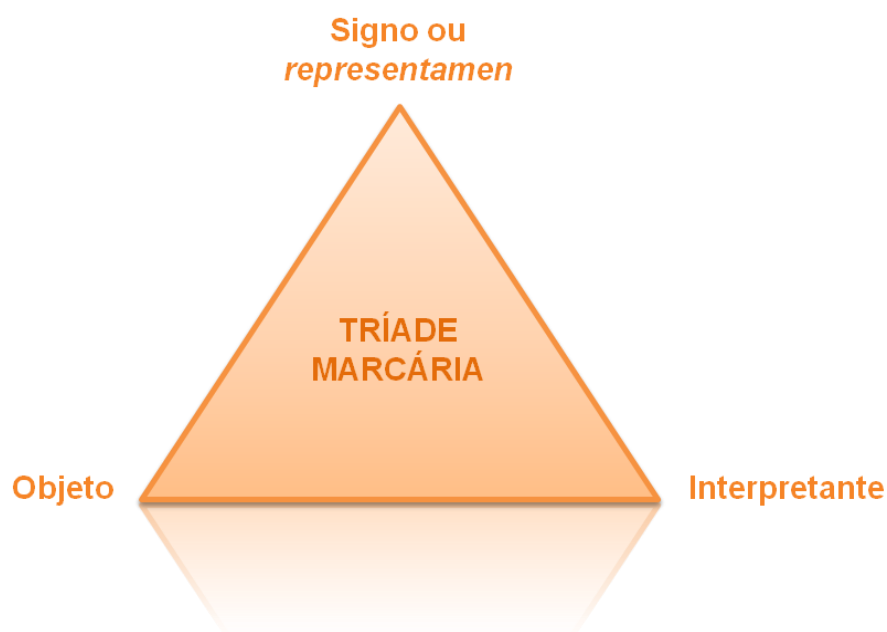 Signo ou
representamen
TRÍADE
MARCÁRIA
Objeto
Interpretante